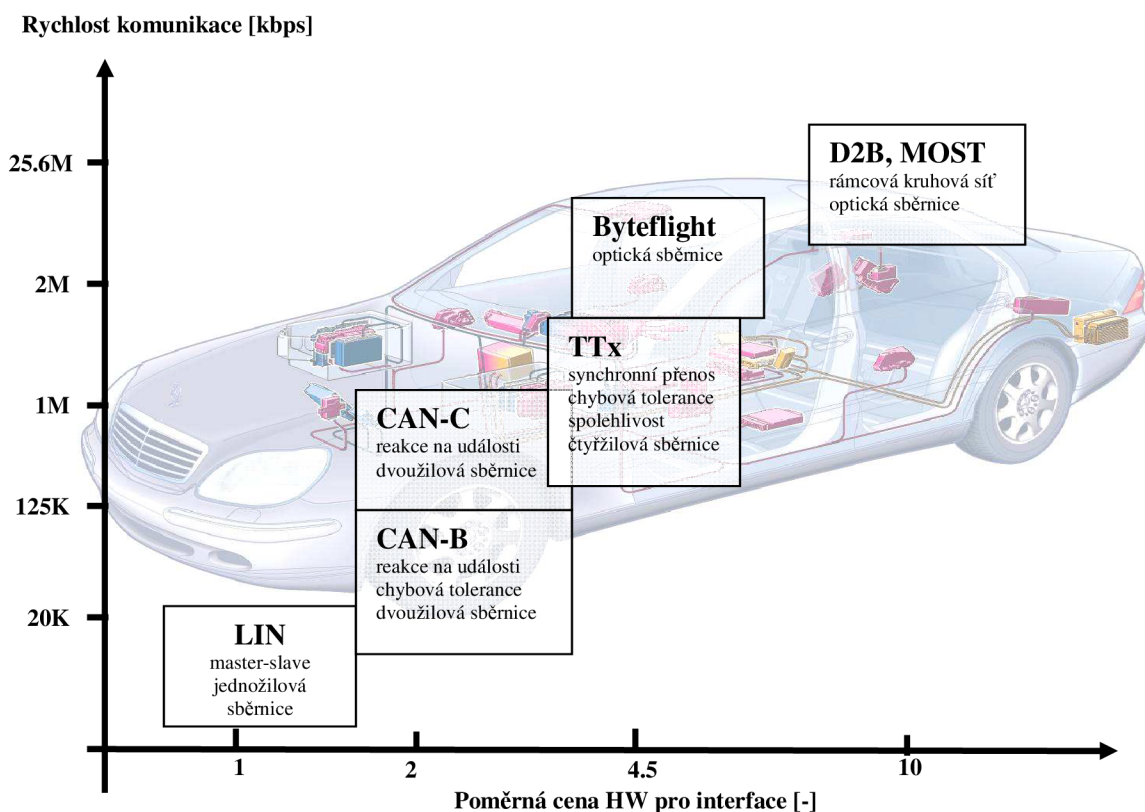 Rychlost komunikace [kbps]
25.6M
2M
1M
125K
20K
D2B, MOST
rámcová kruhová síť
optická sběrnice
Byteflight
optická sběrnice
TTx
synchronní přenos
chybová tolerance
spolehlivost
čtyřžilová sběrnice
CAN-C
reakce na události
dvoužilová sběrnice
CAN-B
reakce na události
chybová tolerance
dvoužilová sběrnice
LIN
master-slave
jednožilová
sběrnice
1
2
4.5
10
Poměrná cena HW pro interface [-]